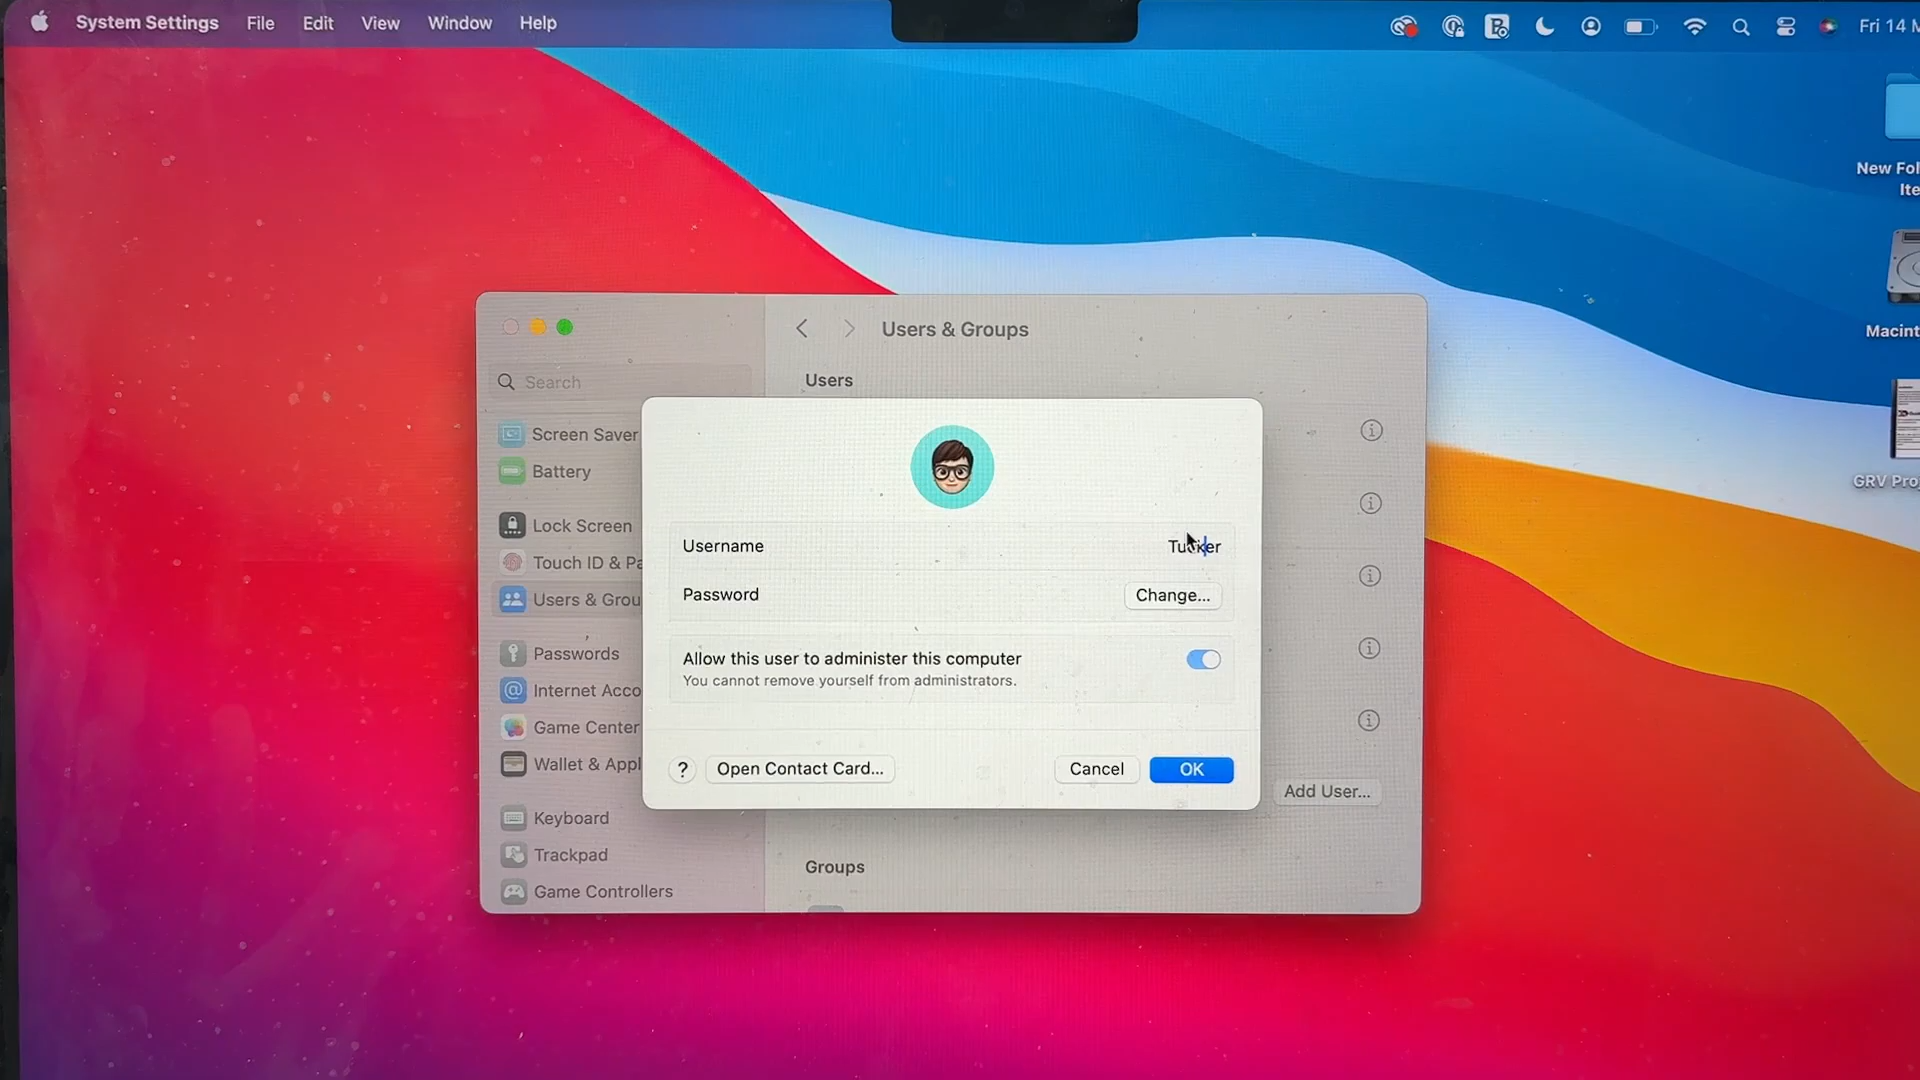 System Settings File Edit View Window Help
Fri 14 M
New Fol
Ite
Macint
GRV Pro
Users & Groups
Search
Users
Screen Saver
Battery
Lock Screen
Touch ID & Pa
Users & Grou
Passwords
Internet Acco
Game Center
Wallet & Appl
Keyboard
Trackpad
Game Controllers
Username Tucker
Password Change...
Allow this user to administer this computer
You cannot remove yourself from administrators.
? Open Contact Card... Cancel OK
Add User...
Groups